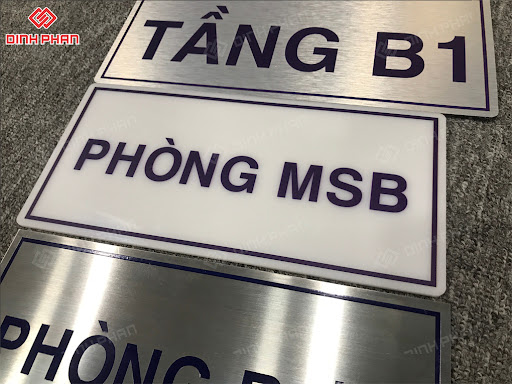 DINH PHAN
TẦNG B1
PHÒNG MSB
PHÒNG